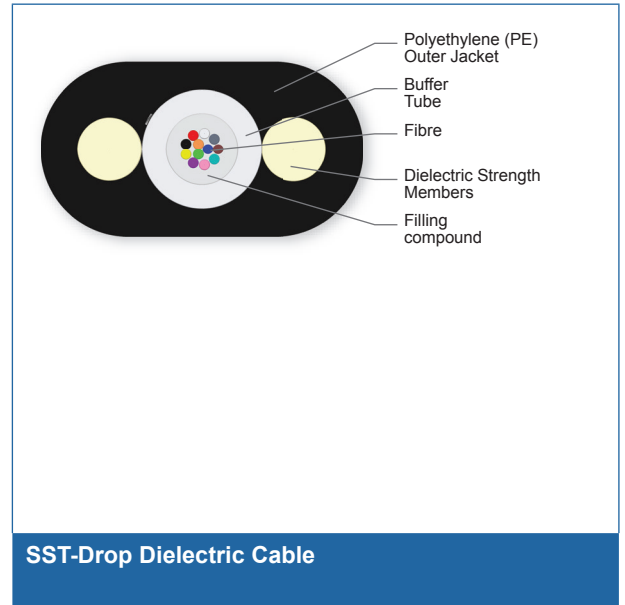 Polyethylene (PE)
Outer Jacket
Buffer
Tube
Fibre
Dielectric Strength
Members
Filling
compound
SST-Drop Dielectric Cable